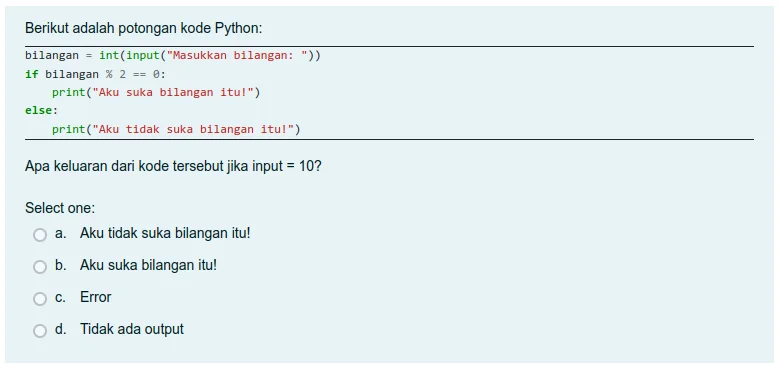 Berikut adalah potongan kode Python:
bilangan = int(input("Masukkan bilangan: "))
if bilangan % 2 == 0:
    print("Aku suka bilangan itu!")
else:
    print("Aku tidak suka bilangan itu!")
Apa keluaran dari kode tersebut jika input = 10?
Select one:
a. Aku tidak suka bilangan itu!
b. Aku suka bilangan itu!
c. Error
d. Tidak ada output